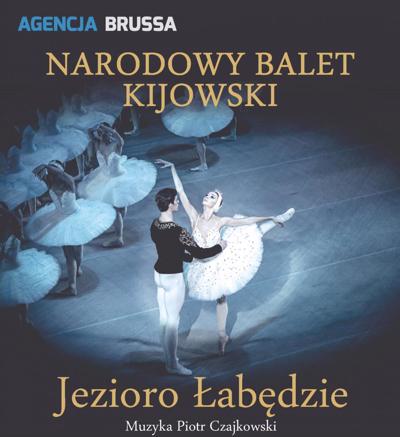 AGENCJA BRUSSA
NARODOWY BALET
KIJOWSKI
Jezioro Łabędzie
Muzyka Piotr Czajkowski